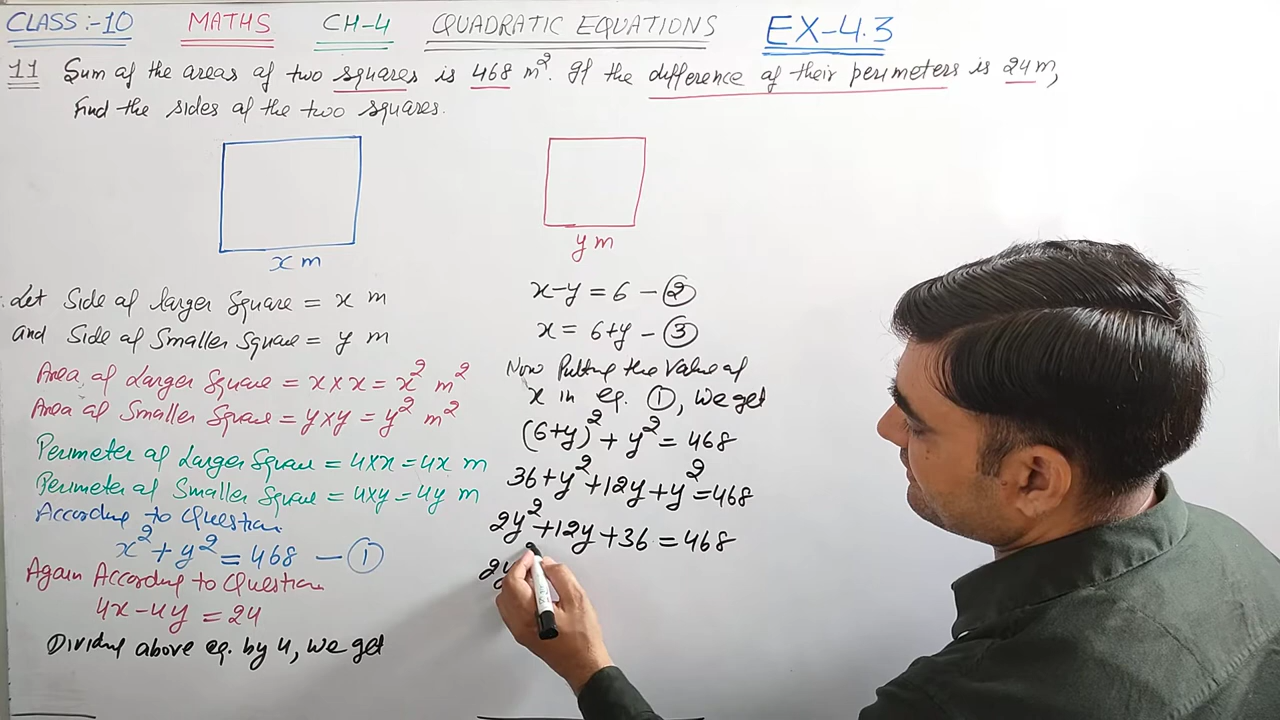 CLASS:-10 MATHS CH-4 QUADRATIC EQUATIONS EX-4.3
11 Sum of the areas of two squares is 468 m². If the difference of their perimeters is 24 m,
find the sides of the two squares.
x m
y m
Let Side of larger Square = x m
and Side of Smaller Square = y m
Area of Larger Square = x × x = x² m²
Area of Smaller Square = y × y = y² m²
Perimeter of Larger Square = 4 × x = 4x m
Perimeter of Smaller Square = 4 × y = 4y m
According to Question
x² + y² = 468 — ①
Again According to Question
4x - 4y = 24
Dividing above eq. by 4, we get
x - y = 6 — ②
x = 6 + y — ③
Now Putting the Value of
x in eq. ①, we get
(6+y)² + y² = 468
36 + y² + 12y + y² = 468
2y² + 12y + 36 = 468
2y